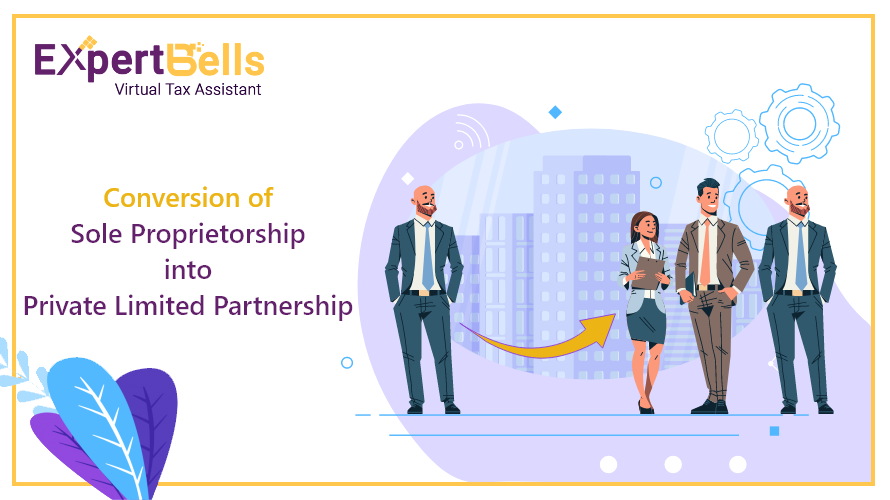 ExpertBells
Virtual Tax Assistant
Conversion of
Sole Proprietorship
into
Private Limited Partnership